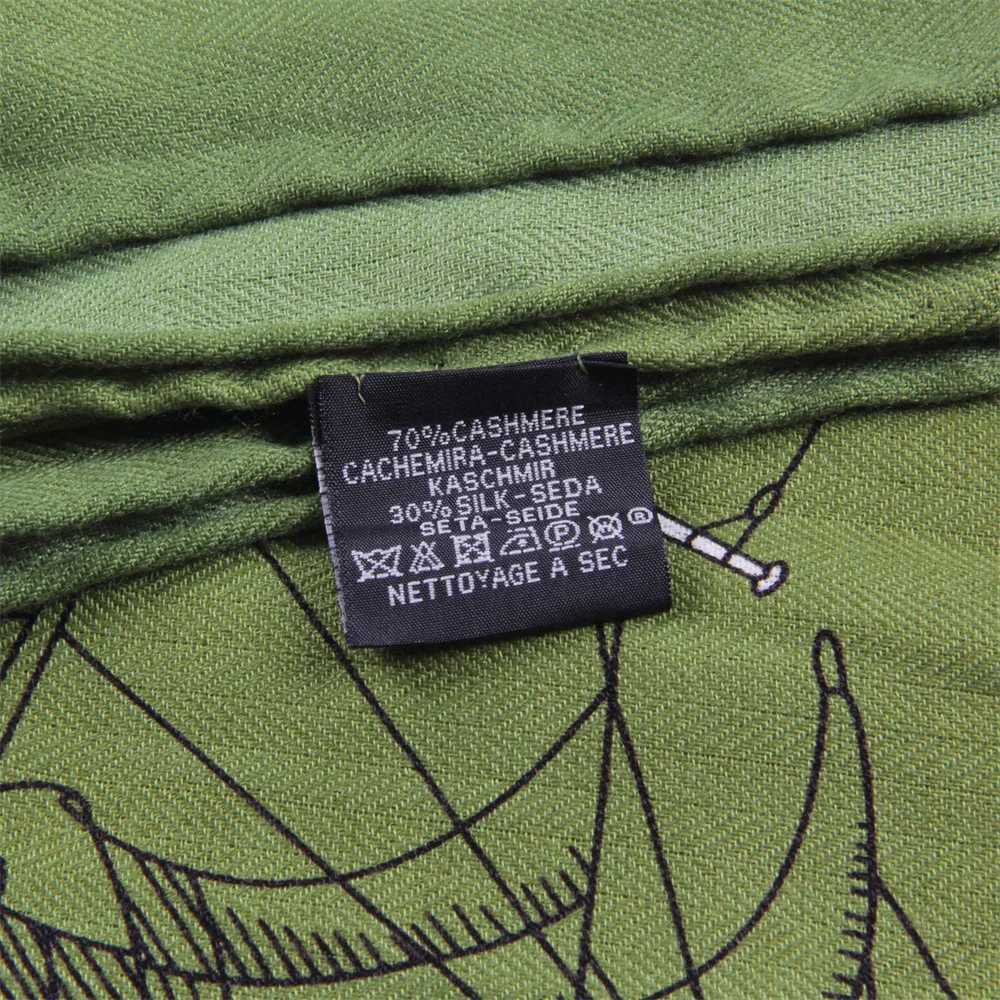 70%CASHMERE
CACHEMIRA-CASHMERE
KASCHMIR
30%SILK-SEDA
SETA-SEIDE
P W ®
NETTOYAGE À SEC